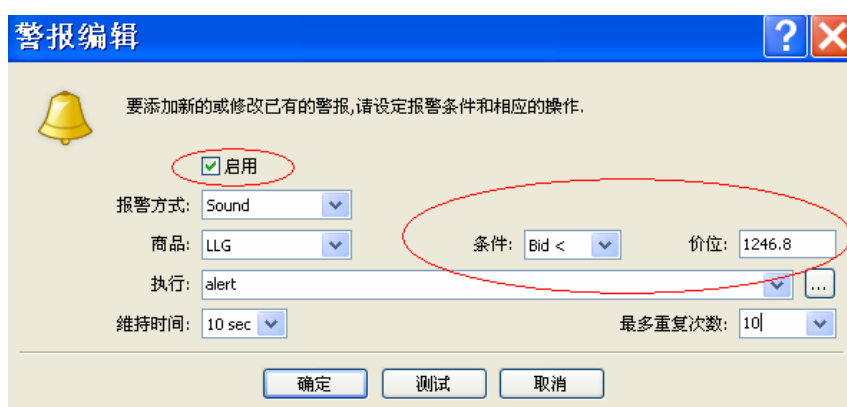 警报编辑
要添加新的或修改已有的警报,请设定报警条件和相应的操作.
启用
报警方式: Sound
商品: LLG 条件: Bid < 价位: 1246.8
执行: alert ...
维持时间: 10 sec 最多重复次数: 10
确定 测试 取消